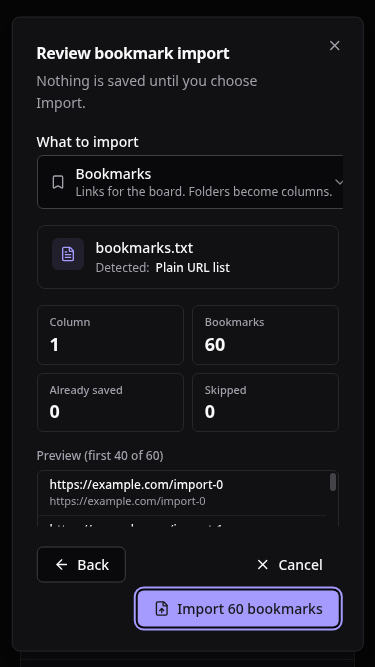 Review bookmark import
Nothing is saved until you choose
Import.
What to import
Bookmarks
Links for the board. Folders become columns.
bookmarks.txt
Detected: Plain URL list
Column
1
Bookmarks
60
Already saved
0
Skipped
0
Preview (first 40 of 60)
https://example.com/import-0
https://example.com/import-0
Back
Cancel
Import 60 bookmarks